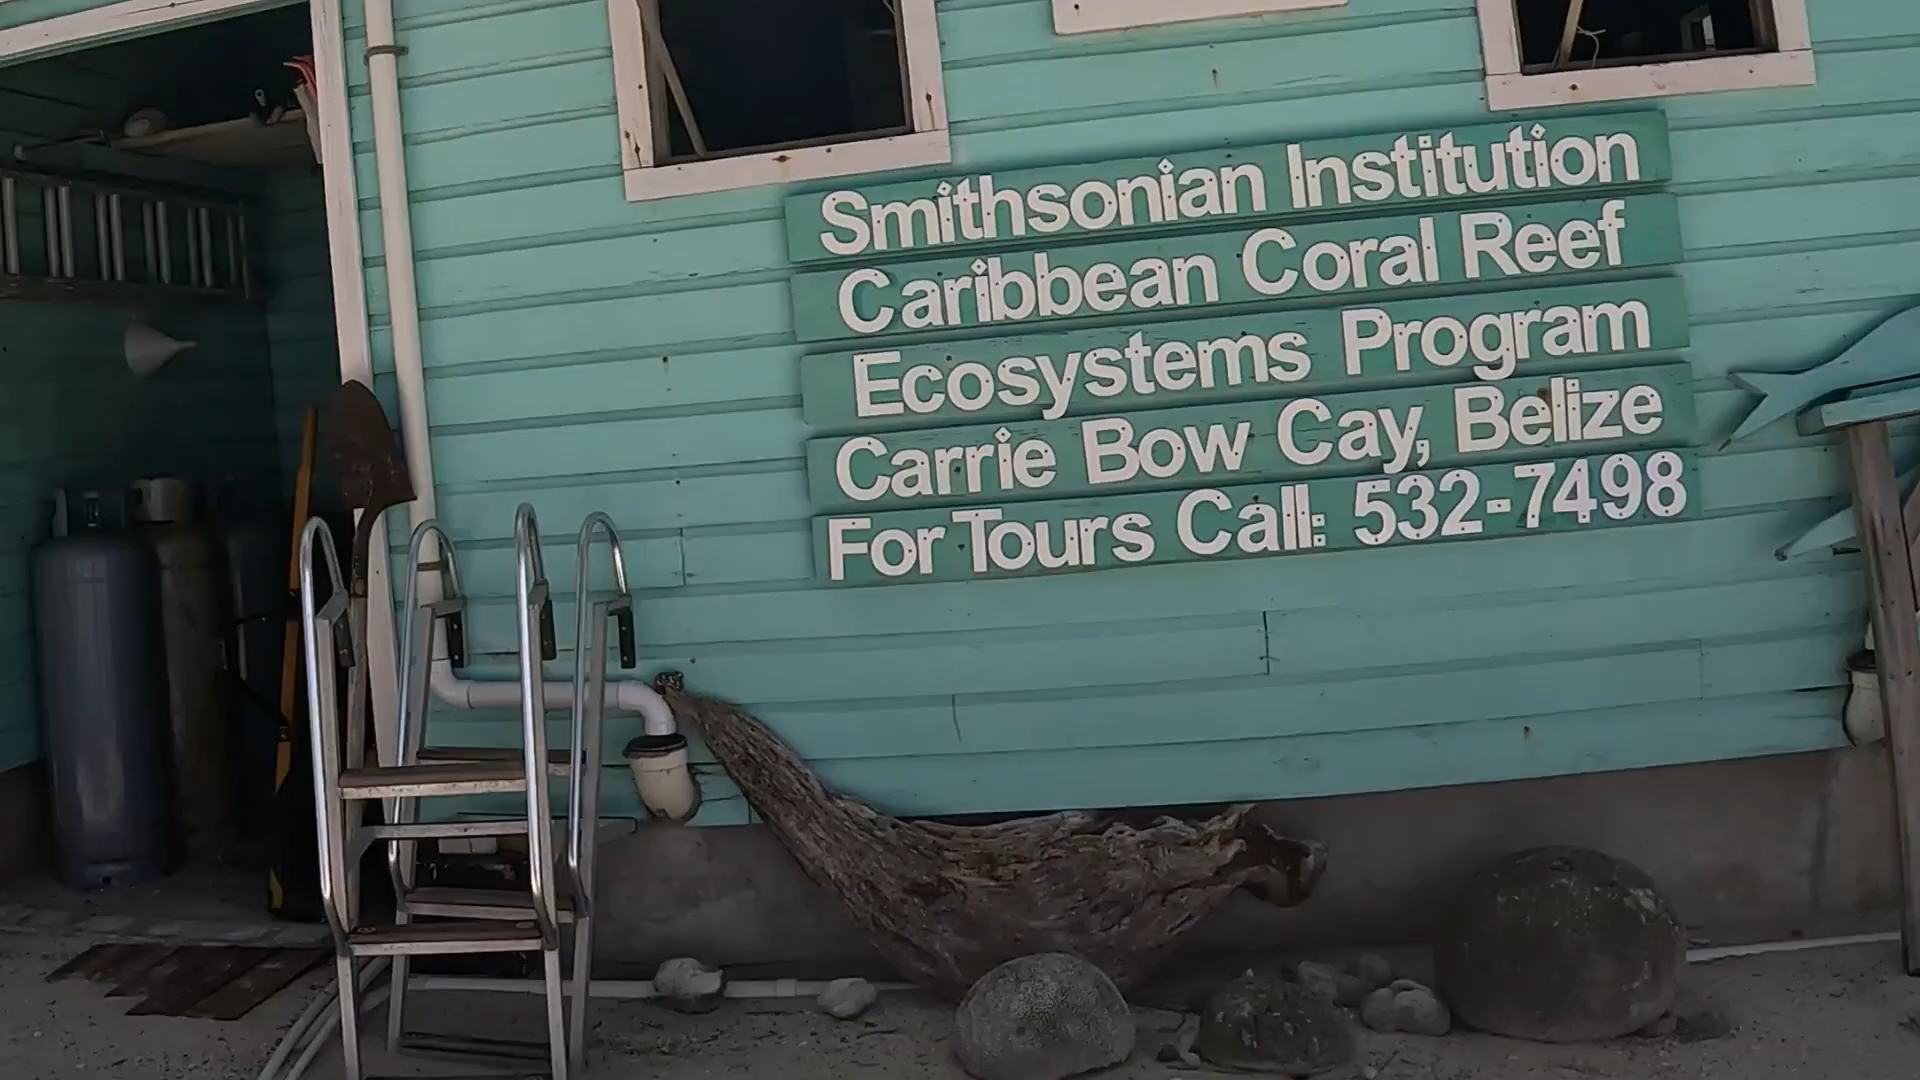 Smithsonian Institution
Caribbean Coral Reef
Ecosystems Program
Carrie Bow Cay, Belize
For Tours Call: 532-7498